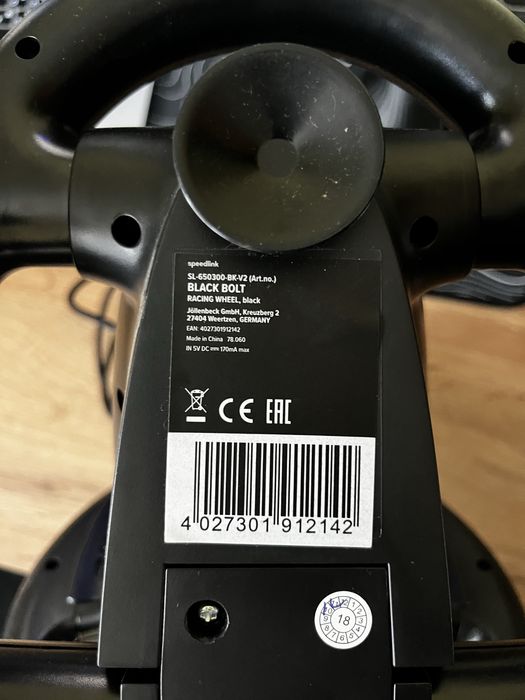 speedlink
SL-650300-BK-V2 (Art.no.)
BLACK BOLT
RACING WHEEL, black
Jöllenbeck GmbH, Kreuzberg 2
27404 Weertzen, GERMANY
EAN: 4027301912142
Made in China 78.060
IN 5V DC ⎓ 170mA max
CE EAC
4 027301 912142
18